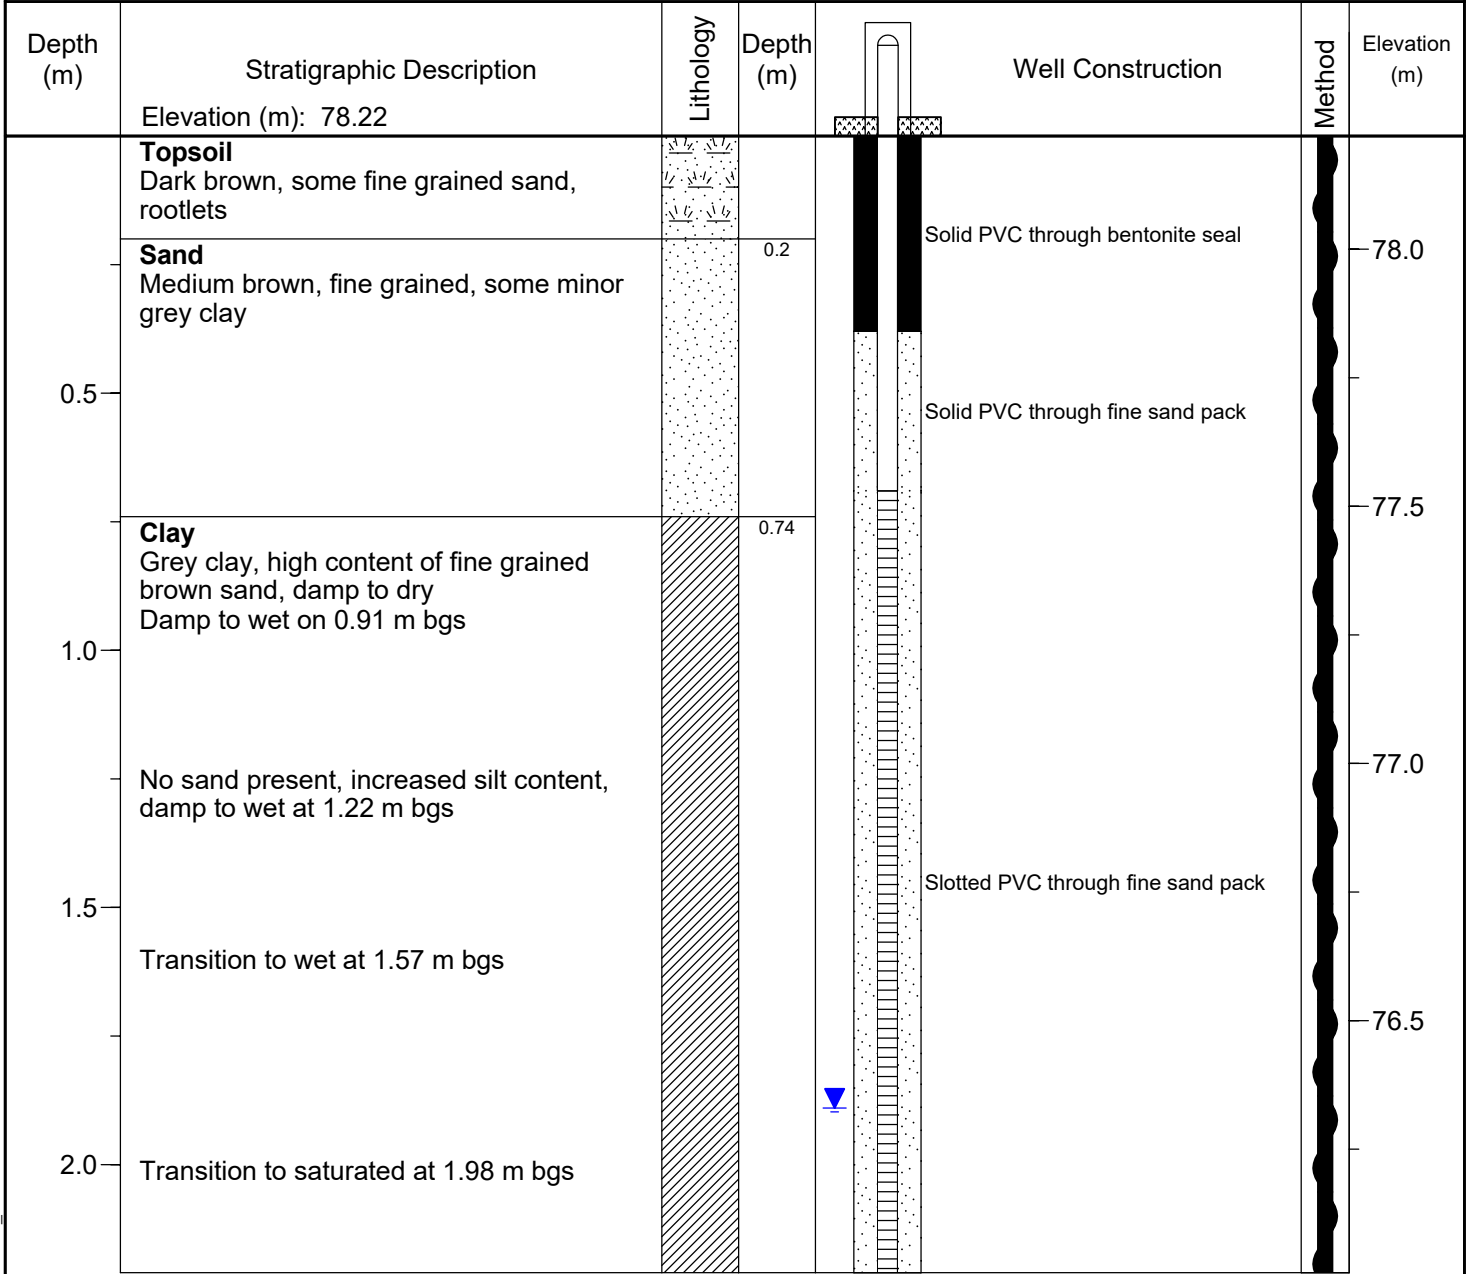 Depth
(m)
Stratigraphic Description
Elevation (m): 78.22
Lithology
Depth
(m)
Well Construction
Method
Elevation
(m)
Topsoil
Dark brown, some fine grained sand,
rootlets
Solid PVC through bentonite seal
0.2
78.0
Sand
Medium brown, fine grained, some minor
grey clay
0.5
Solid PVC through fine sand pack
77.5
0.74
Clay
Grey clay, high content of fine grained
brown sand, damp to dry
Damp to wet on 0.91 m bgs
1.0
77.0
No sand present, increased silt content,
damp to wet at 1.22 m bgs
Slotted PVC through fine sand pack
1.5
Transition to wet at 1.57 m bgs
76.5
2.0
Transition to saturated at 1.98 m bgs